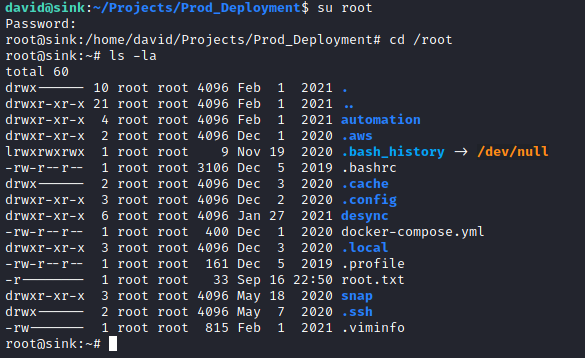 david@sink:~/Projects/Prod_Deployment$ su root
Password:
root@sink:/home/david/Projects/Prod_Deployment# cd /root
root@sink:~# ls -la
total 60
drwx------ 10 root root 4096 Feb  1  2021 .
drwxr-xr-x 21 root root 4096 Feb  1  2021 ..
drwxr-xr-x  4 root root 4096 Feb  1  2021 automation
drwxr-xr-x  2 root root 4096 Dec  1  2020 .aws
lrwxrwxrwx  1 root root    9 Nov 19  2020 .bash_history -> /dev/null
-rw-r--r--  1 root root 3106 Dec  5  2019 .bashrc
drwx------  2 root root 4096 Dec  3  2020 .cache
drwxr-xr-x  3 root root 4096 Dec  2  2020 .config
drwxr-xr-x  6 root root 4096 Jan 27  2021 desync
-rw-r--r--  1 root root  400 Dec  1  2020 docker-compose.yml
drwxr-xr-x  3 root root 4096 Dec  3  2020 .local
-rw-r--r--  1 root root  161 Dec  5  2019 .profile
-r--------  1 root root   33 Sep 16 22:50 root.txt
drwxr-xr-x  3 root root 4096 May 18  2020 snap
drwx------  2 root root 4096 May  7  2020 .ssh
-rw-------  1 root root  815 Feb  1  2021 .viminfo
root@sink:~#